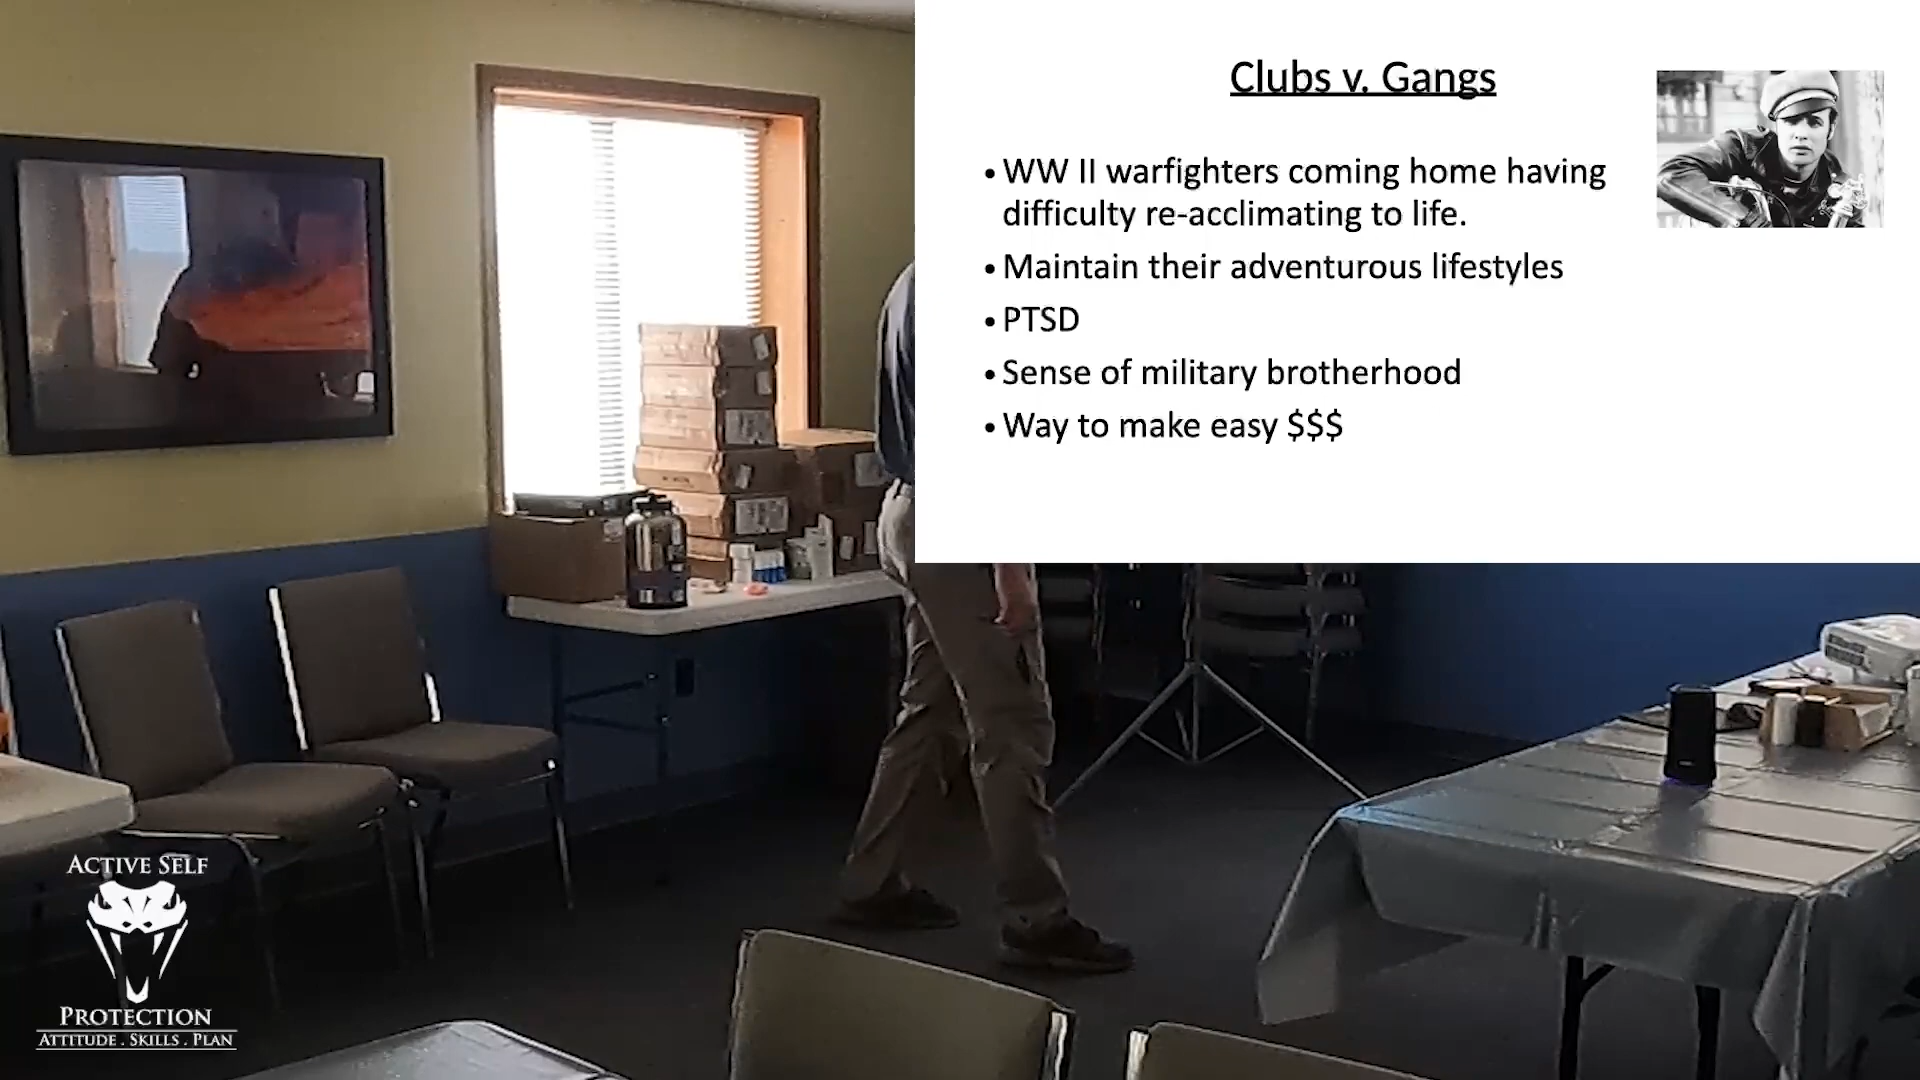 Clubs v. Gangs
• WW II warfighters coming home having
difficulty re-acclimating to life.
• Maintain their adventurous lifestyles
• PTSD
• Sense of military brotherhood
• Way to make easy $$$
ACTIVE SELF
PROTECTION
ATTITUDE . SKILLS . PLAN